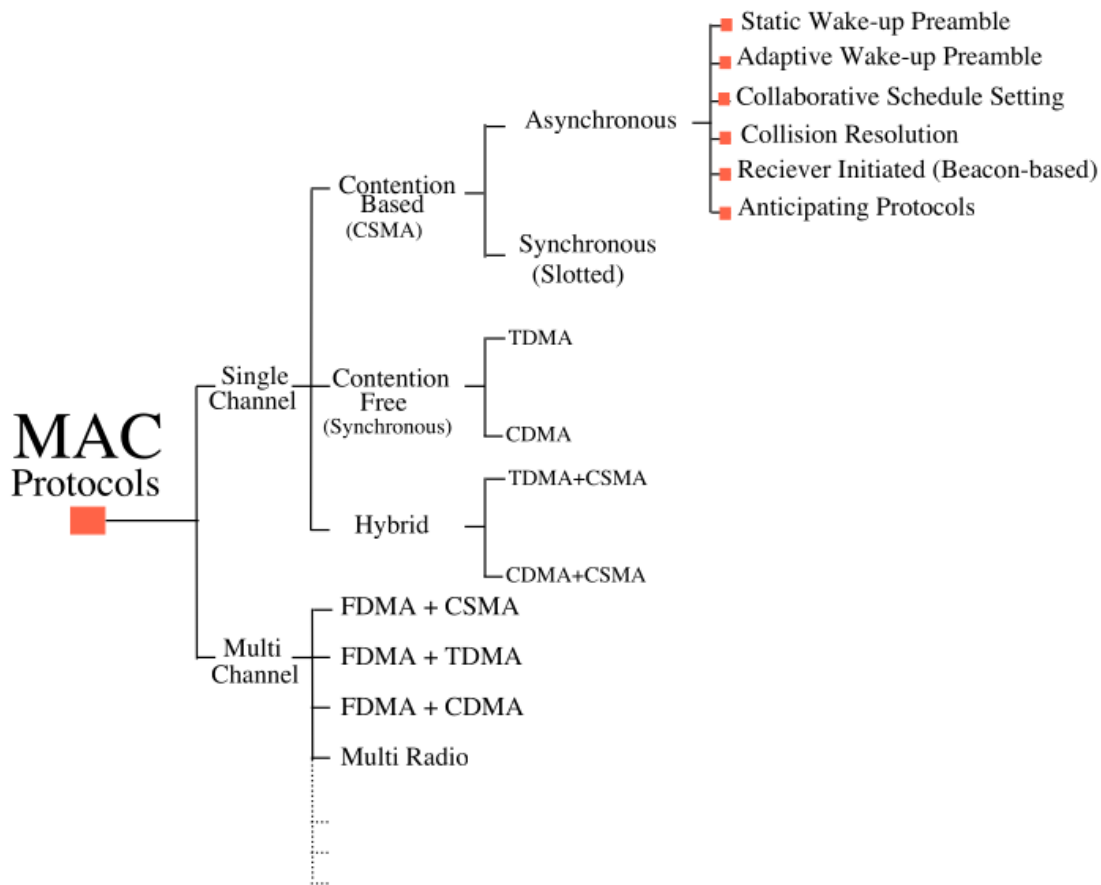 Static Wake-up Preamble
Adaptive Wake-up Preamble
Collaborative Schedule Setting
Asynchronous
Collision Resolution
Reciever Initiated (Beacon-based)
Anticipating Protocols
Contention
Based
(CSMA)
Synchronous
(Slotted)
TDMA
Single
Channel
Contention
Free
(Synchronous)
CDMA
MAC
Protocols
TDMA+CSMA
Hybrid
CDMA+CSMA
FDMA + CSMA
Multi
Channel
FDMA + TDMA
FDMA + CDMA
Multi Radio